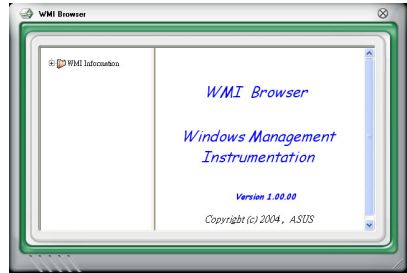 WMI Browser
WMI Information
WMI Browser
Windows Management
Instrumentation
Version 1.00.00
Copyright (c) 2004, ASUS